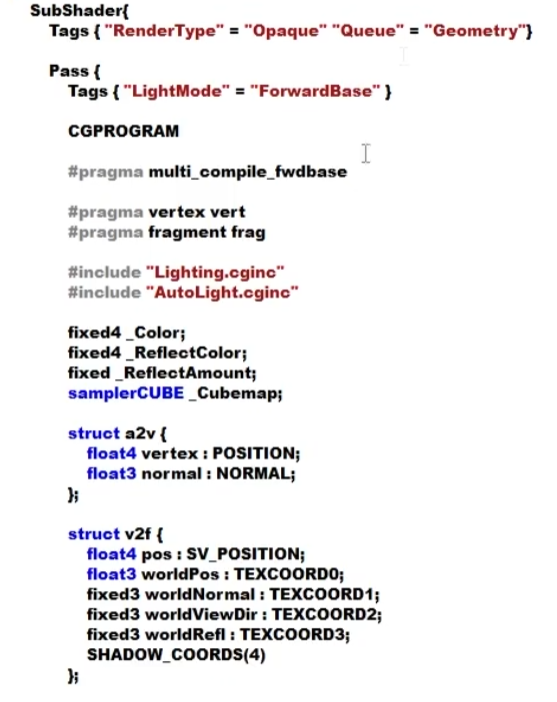 SubShader{
Tags { "RenderType" = "Opaque" "Queue" = "Geometry"}
Pass {
Tags { "LightMode" = "ForwardBase" }
CGPROGRAM
#pragma multi_compile_fwdbase
#pragma vertex vert
#pragma fragment frag
#include "Lighting.cginc"
#include "AutoLight.cginc"
fixed4 _Color;
fixed4 _ReflectColor;
fixed _ReflectAmount;
samplerCUBE _Cubemap;
struct a2v {
float4 vertex : POSITION;
float3 normal : NORMAL;
};
struct v2f {
float4 pos : SV_POSITION;
float3 worldPos : TEXCOORD0;
fixed3 worldNormal : TEXCOORD1;
fixed3 worldViewDir : TEXCOORD2;
fixed3 worldRefl : TEXCOORD3;
SHADOW_COORDS(4)
};